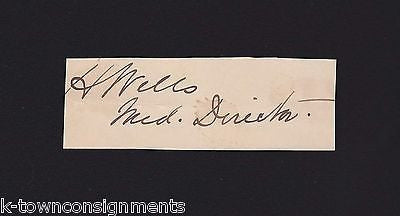 H Wells
Med. Director.
k-townconsignments